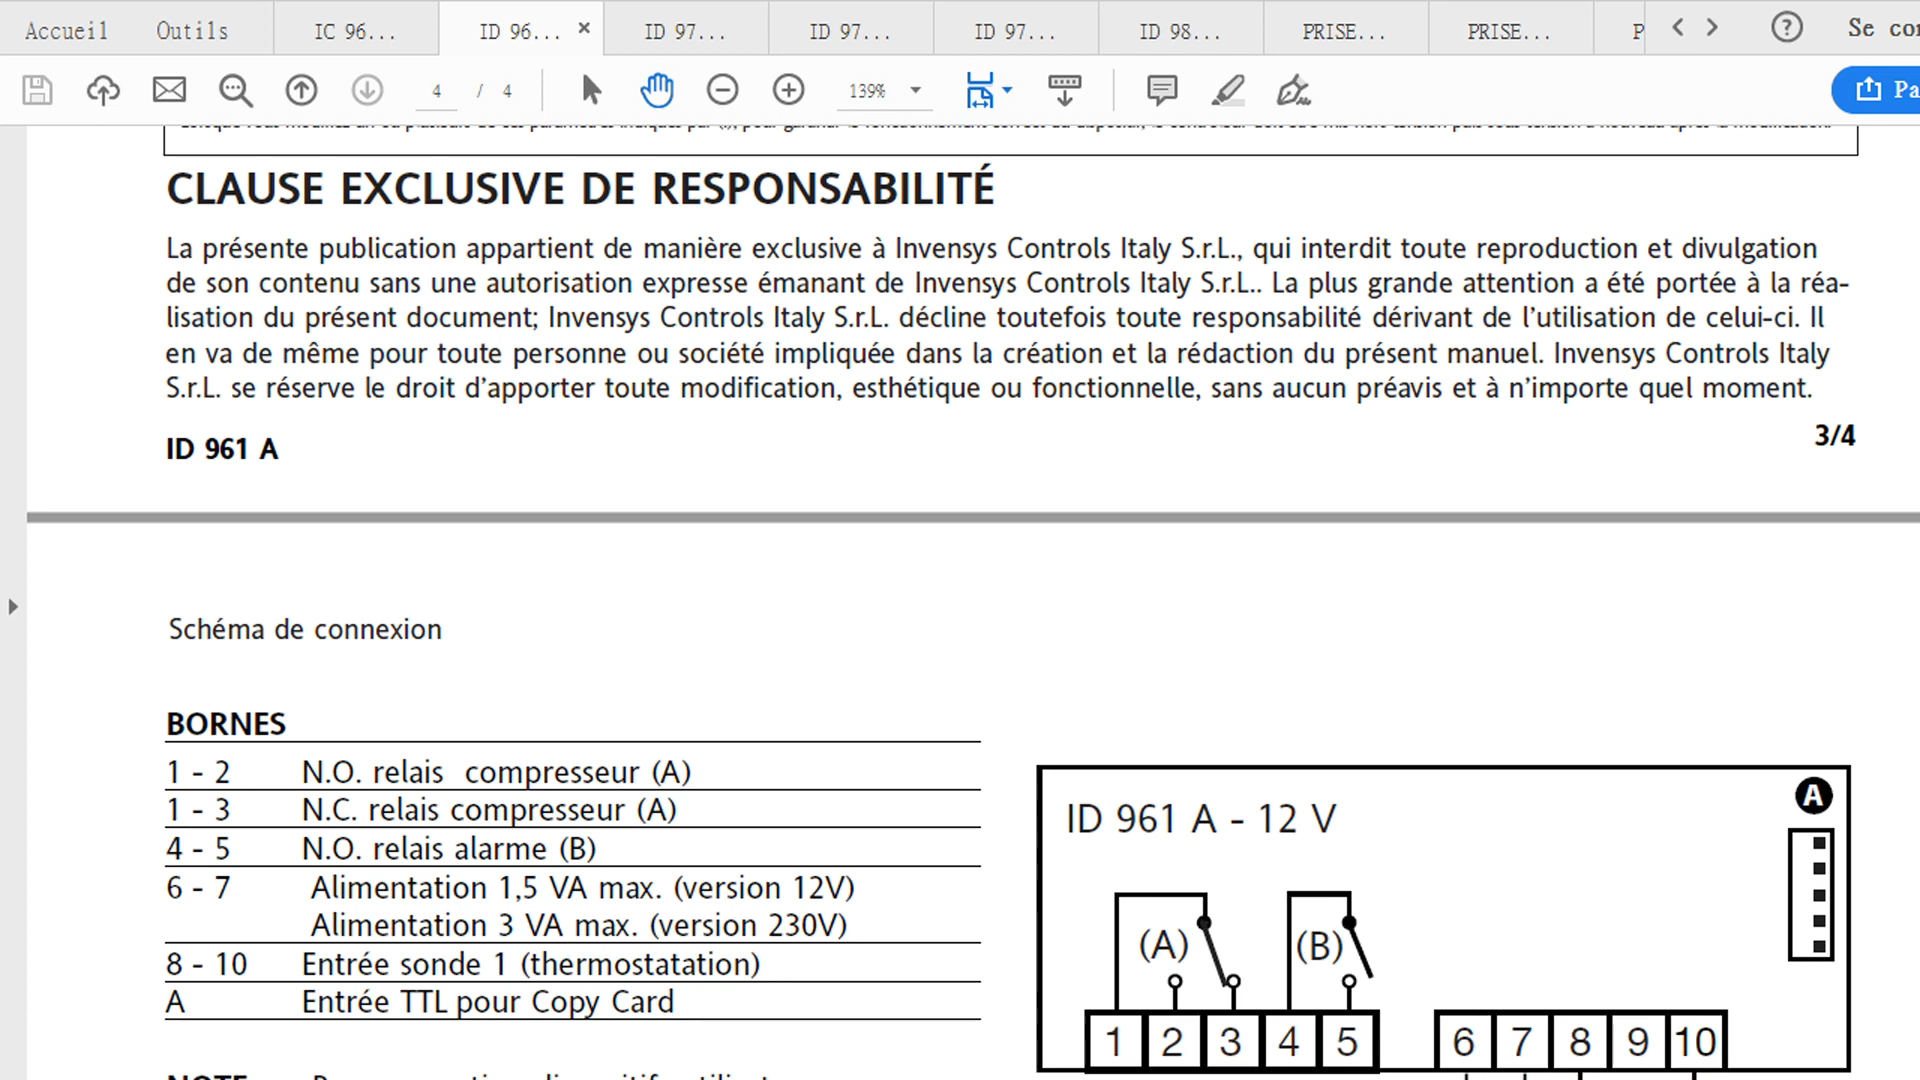 Accueil Outils IC 96... ID 96... ID 97... ID 97... ID 97... ID 98... PRISE... PRISE... P Se
4 / 4 139% Pa
CLAUSE EXCLUSIVE DE RESPONSABILITÉ
La présente publication appartient de manière exclusive à Invensys Controls Italy S.r.L., qui interdit toute reproduction et divulgation
de son contenu sans une autorisation expresse émanant de Invensys Controls Italy S.r.L.. La plus grande attention a été portée à la réa-
lisation du présent document; Invensys Controls Italy S.r.L. décline toutefois toute responsabilité dérivant de l’utilisation de celui-ci. Il
en va de même pour toute personne ou société impliquée dans la création et la rédaction du présent manuel. Invensys Controls Italy
S.r.L. se réserve le droit d’apporter toute modification, esthétique ou fonctionnelle, sans aucun préavis et à n’importe quel moment.
ID 961 A
3/4
Schéma de connexion
BORNES
1 - 2 N.O. relais compresseur (A)
1 - 3 N.C. relais compresseur (A)
4 - 5 N.O. relais alarme (B)
6 - 7 Alimentation 1,5 VA max. (version 12V)
Alimentation 3 VA max. (version 230V)
8 - 10 Entrée sonde 1 (thermostatation)
A Entrée TTL pour Copy Card
A
ID 961 A - 12 V
(A) (B)
1 2 3 4 5 6 7 8 9 10